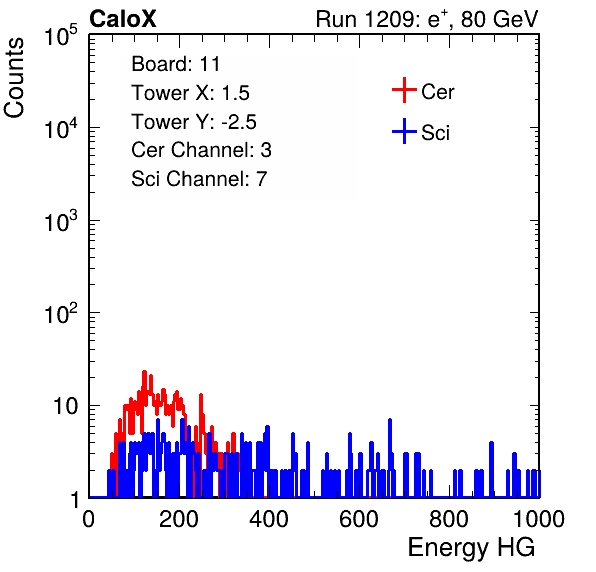 CaloX Run 1209: e⁺, 80 GeV
Counts
10⁵
10⁴
10³
10²
10
1
Board: 11
Tower X: 1.5
Tower Y: -2.5
Cer Channel: 3
Sci Channel: 7
Cer
Sci
0 200 400 600 800 1000
Energy HG